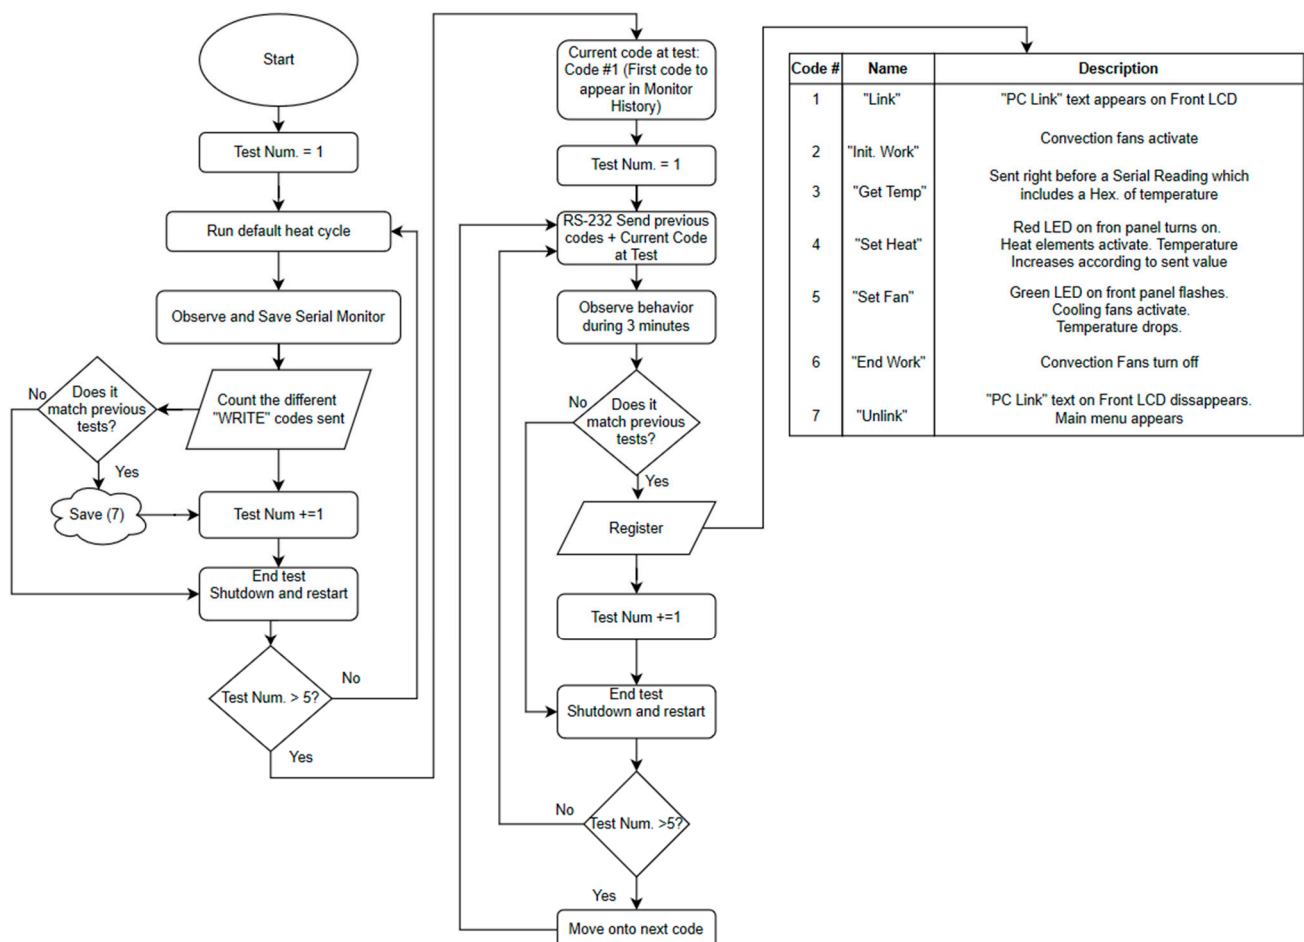 Start
Test Num. = 1
Run default heat cycle
Observe and Save Serial Monitor
Count the different
"WRITE" codes sent
Does it
match previous
tests?
No
Yes
Save (7)
Test Num +=1
End test
Shutdown and restart
Test Num. > 5?
No
Yes
Current code at test:
Code #1 (First code to
appear in Monitor
History)
Test Num. = 1
RS-232 Send previous
codes + Current Code
at Test
Observe behavior
during 3 minutes
Does it
match previous
tests?
No
Yes
Register
Test Num +=1
End test
Shutdown and restart
Test Num. >5?
No
Yes
Move onto next code
Code # Name Description
1 "Link" "PC Link" text appears on Front LCD
2 "Init. Work" Convection fans activate
3 "Get Temp" Sent right before a Serial Reading which
includes a Hex. of temperature
4 "Set Heat" Red LED on fron panel turns on.
Heat elements activate. Temperature
Increases according to sent value
5 "Set Fan" Green LED on front panel flashes.
Cooling fans activate.
Temperature drops.
6 "End Work" Convection Fans turn off
7 "Unlink" "PC Link" text on Front LCD dissappears.
Main menu appears